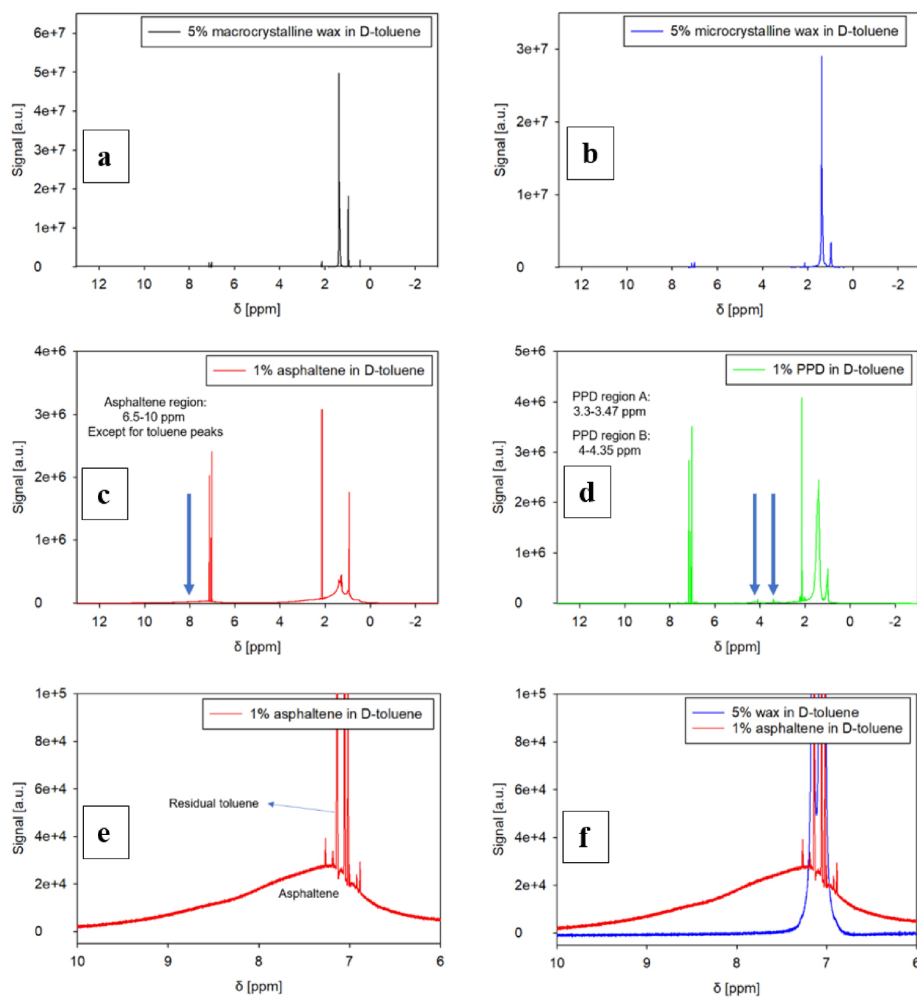 5% macrocrystalline wax in D-toluene
6e+7
5e+7
4e+7
3e+7
2e+7
1e+7
0
Signal [a.u.]
a
12 10 8 6 4 2 0 -2
δ [ppm]
5% microcrystalline wax in D-toluene
3e+7
2e+7
1e+7
0
Signal [a.u.]
b
12 10 8 6 4 2 0 -2
δ [ppm]
1% asphaltene in D-toluene
4e+6
3e+6
2e+6
1e+6
0
Signal [a.u.]
Asphaltene region:
6.5-10 ppm
Except for toluene peaks
c
12 10 8 6 4 2 0 -2
δ [ppm]
1% PPD in D-toluene
5e+6
4e+6
3e+6
2e+6
1e+6
0
Signal [a.u.]
PPD region A:
3.3-3.47 ppm
PPD region B:
4-4.35 ppm
d
12 10 8 6 4 2 0 -2
δ [ppm]
1% asphaltene in D-toluene
1e+5
8e+4
6e+4
4e+4
2e+4
0
Signal [a.u.]
Residual toluene
e
Asphaltene
10 9 8 7 6
δ [ppm]
5% wax in D-toluene
1% asphaltene in D-toluene
1e+5
8e+4
6e+4
4e+4
2e+4
0
Signal [a.u.]
f
10 9 8 7 6
δ [ppm]